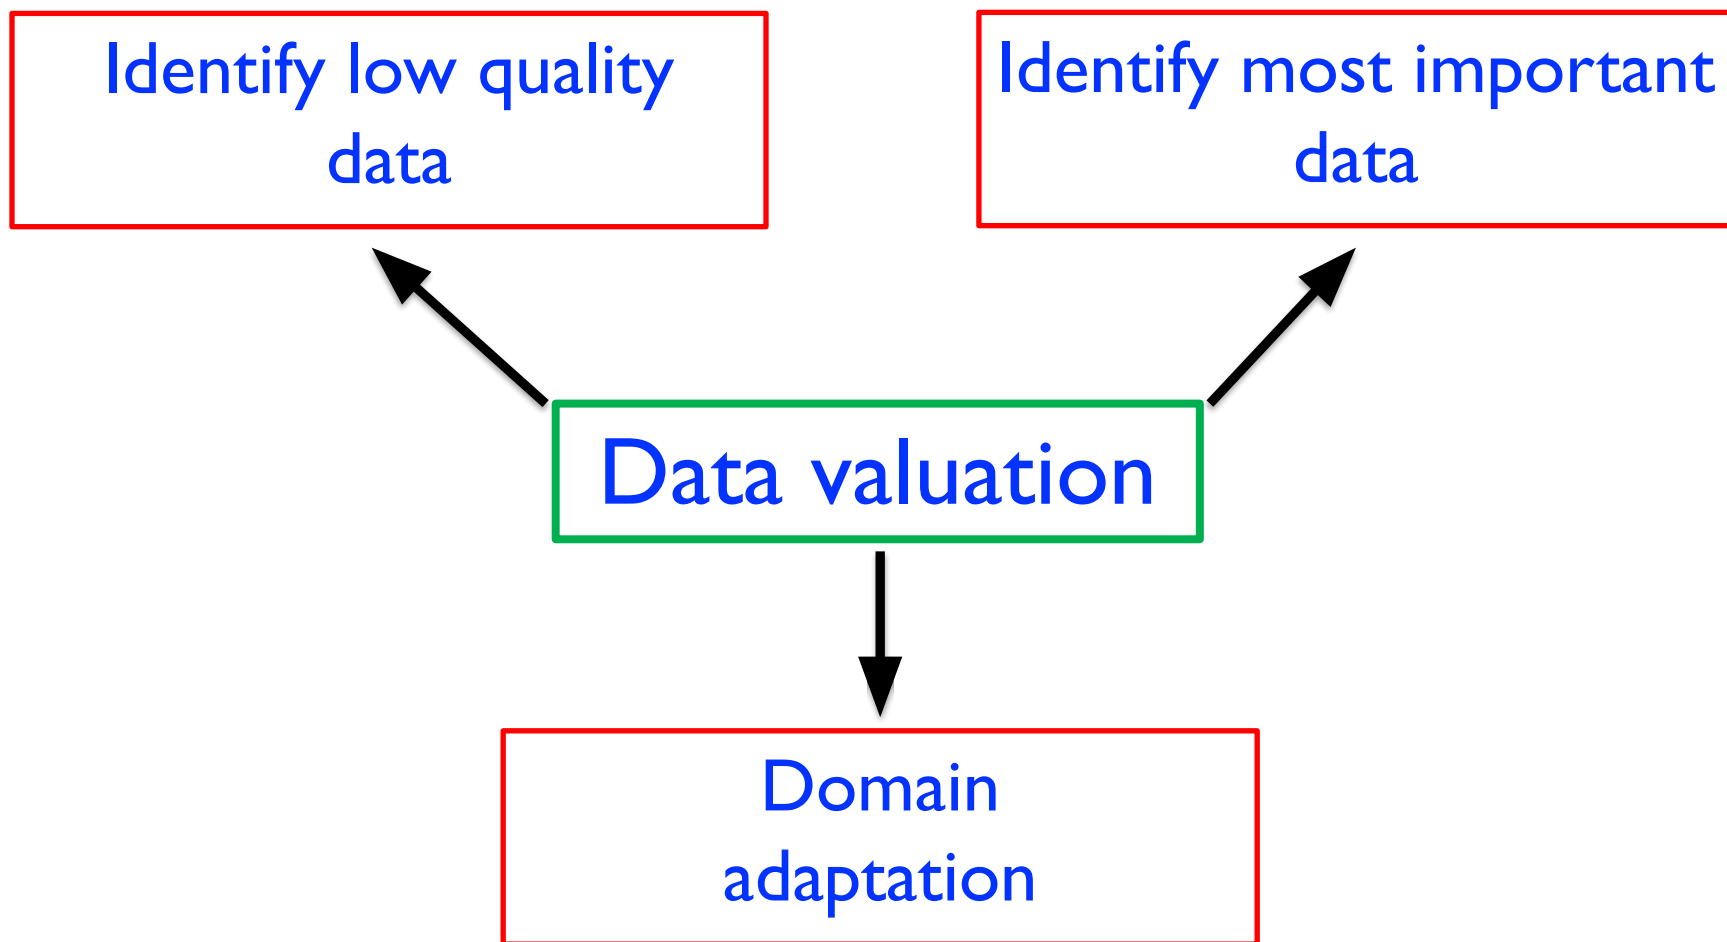 Identify low quality
data
Identify most important
data
Data valuation
Domain
adaptation